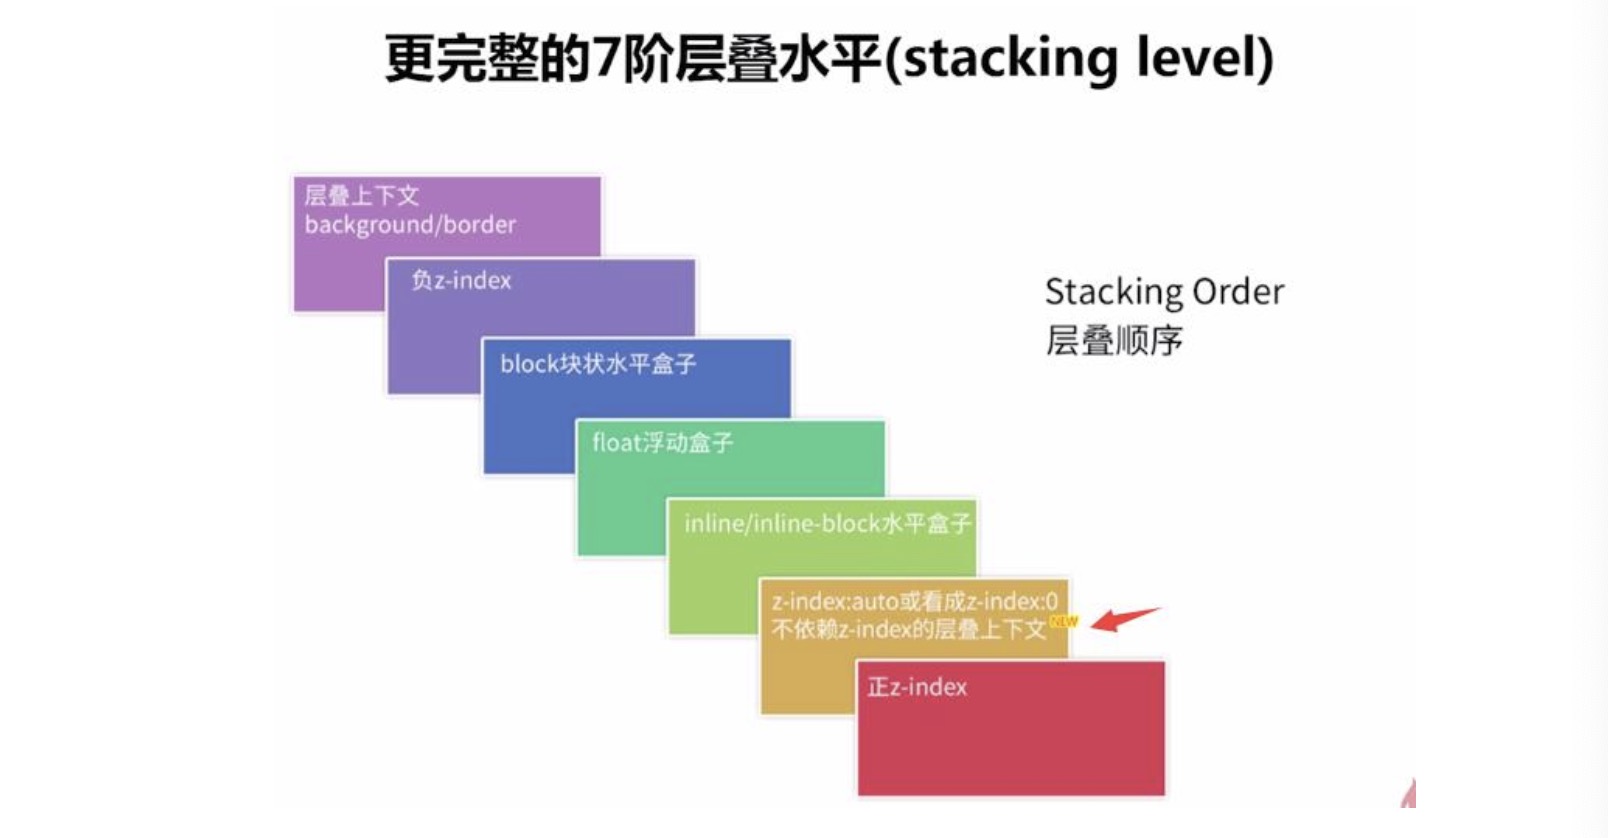 更完整的7阶层叠水平(stacking level)
层叠上下文
background/border
负z-index
Stacking Order
层叠顺序
block块状水平盒子
float浮动盒子
inline/inline-block水平盒子
z-index:auto或看成z-index:0
不依赖z-index的层叠上下文 NEW
正z-index